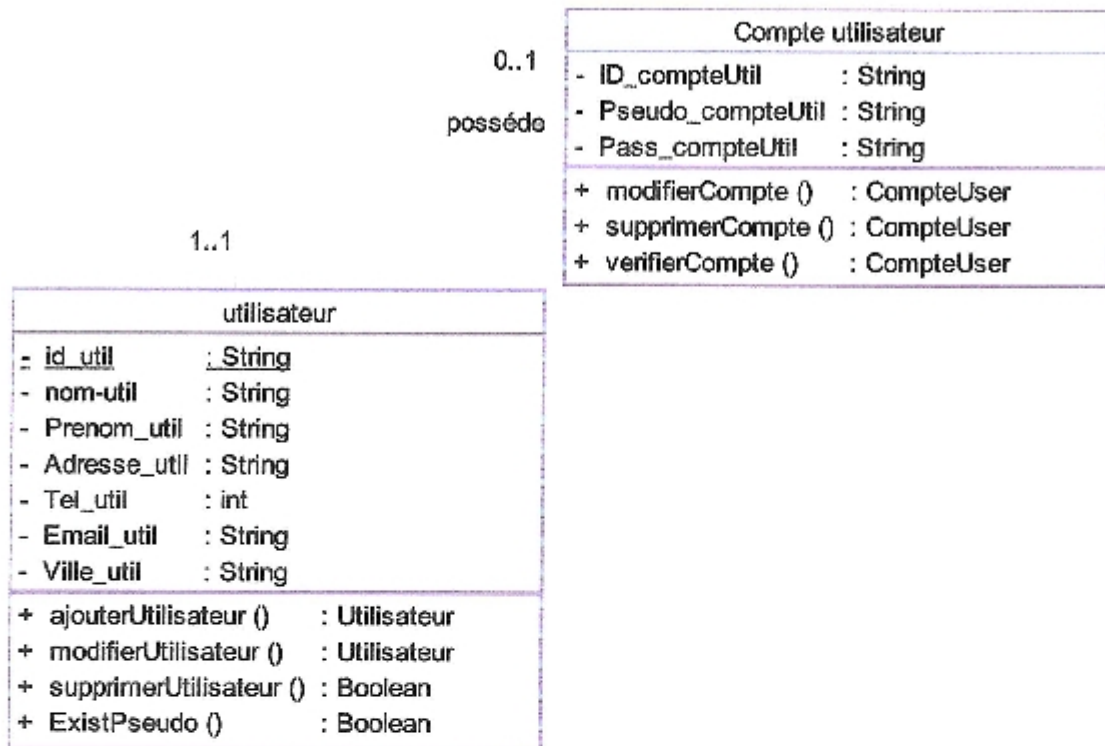 Compte utilisateur
0..1
- ID_compteUtil : String
- Pseudo_compteUtil : String
posséde
- Pass_compteUtil : String
+ modifierCompte () : CompteUser
+ supprimerCompte () : CompteUser
+ verifierCompte () : CompteUser
1..1
utilisateur
- id_util : String
- nom-util : String
- Prenom_util : String
- Adresse_util : String
- Tel_util : int
- Email_util : String
- Ville_util : String
+ ajouterUtilisateur () : Utilisateur
+ modifierUtilisateur () : Utilisateur
+ supprimerUtilisateur () : Boolean
+ ExistPseudo () : Boolean